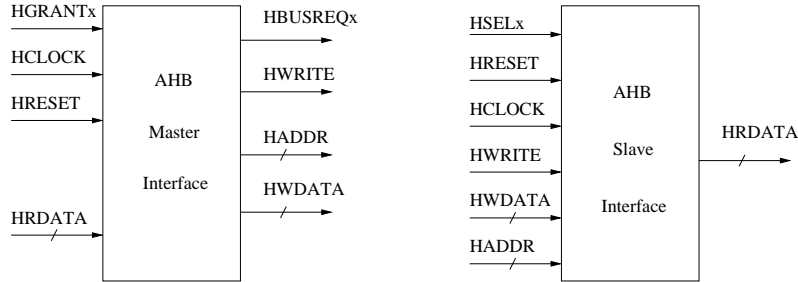 HGRANTx
HCLOCK
HRESET
HRDATA
AHB
Master
Interface
HBUSREQx
HWRITE
HADDR
HWDATA
HSELx
HRESET
HCLOCK
HWRITE
HWDATA
HADDR
AHB
Slave
Interface
HRDATA